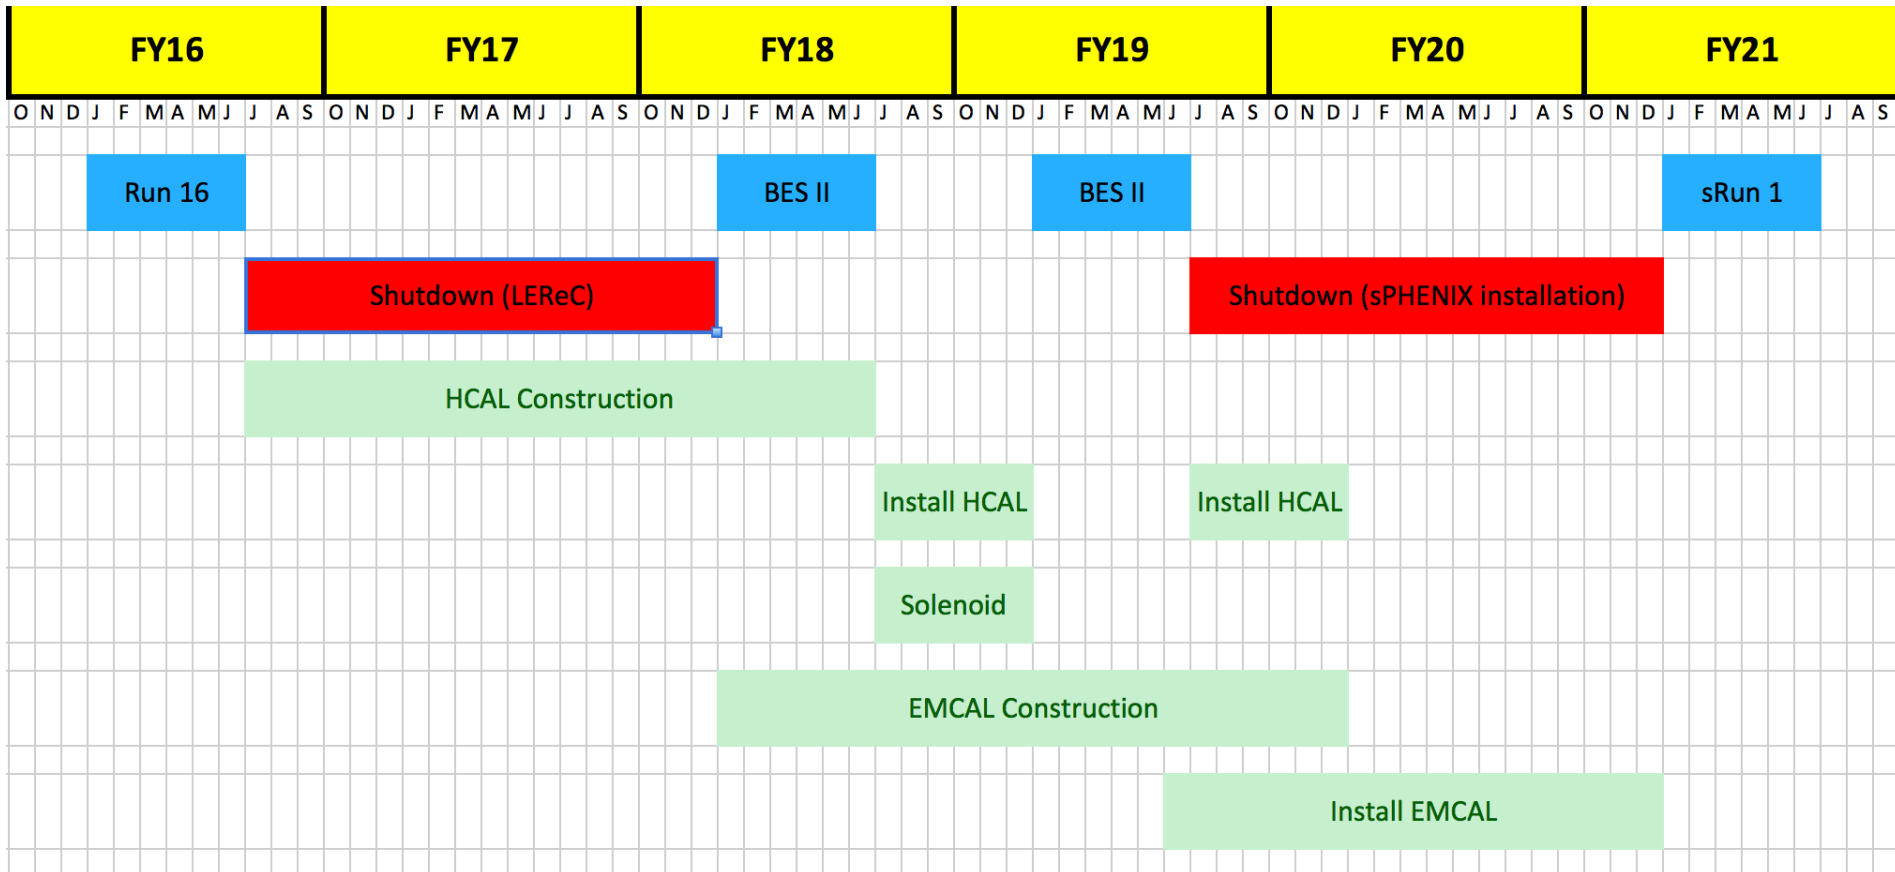 FY16 FY17 FY18 FY19 FY20 FY21
O N D J F M A M J J A S O N D J F M A M J J A S O N D J F M A M J J A S O N D J F M A M J J A S O N D J F M A M J J A S O N D J F M A M J J A S
Run 16 BES II BES II sRun 1
Shutdown (LEReC) Shutdown (sPHENIX installation)
HCAL Construction
Install HCAL Install HCAL
Solenoid
EMCAL Construction
Install EMCAL